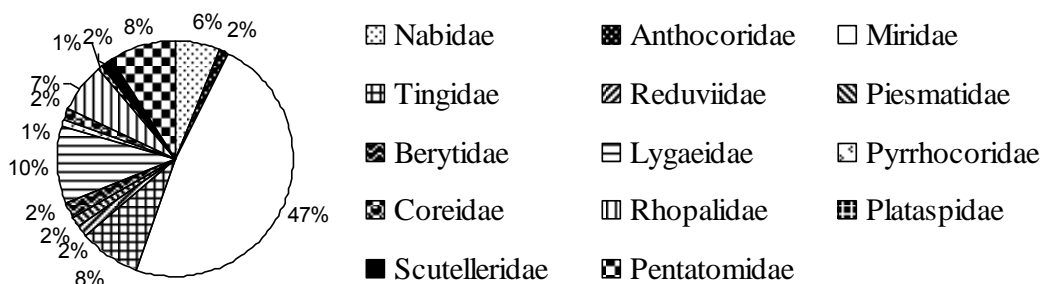 1% 2% 8% 6% 2%
7%
2%
1%
10%
2%
2%
2%
8%
47%
Nabidae Anthocoridae Miridae
Tingidae Reduviidae Piesmatidae
Berytidae Lygaeidae Pyrrhocoridae
Coreidae Rhopalidae Plataspidae
Scutelleridae Pentatomidae